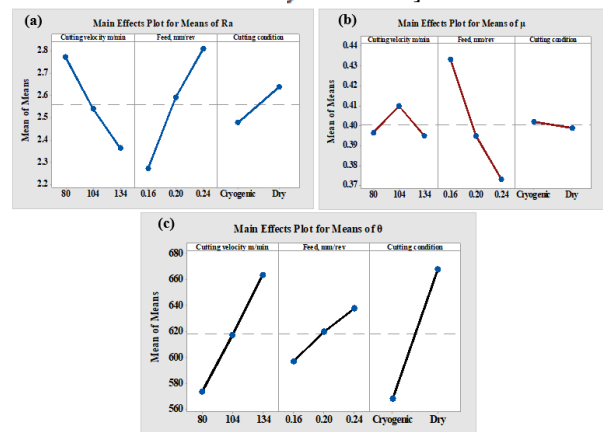 (a)
Main Effects Plot for Means of Ra
Cutting velocity m/min Feed, mm/rev Cutting condition
Mean of Means
2.8
2.7
2.6
2.5
2.4
2.3
2.2
80 104 134 0.16 0.20 0.24 Cryogenic Dry
(b)
Main Effects Plot for Means of μ
Cutting velocity m/min Feed, mm/rev Cutting condition
Mean of Means
0.44
0.43
0.42
0.41
0.40
0.39
0.38
0.37
80 104 134 0.16 0.20 0.24 Cryogenic Dry
(c)
Main Effects Plot for Means of θ
Cutting velocity m/min Feed, mm/rev Cutting condition
Mean of Means
680
660
640
620
600
580
560
80 104 134 0.16 0.20 0.24 Cryogenic Dry